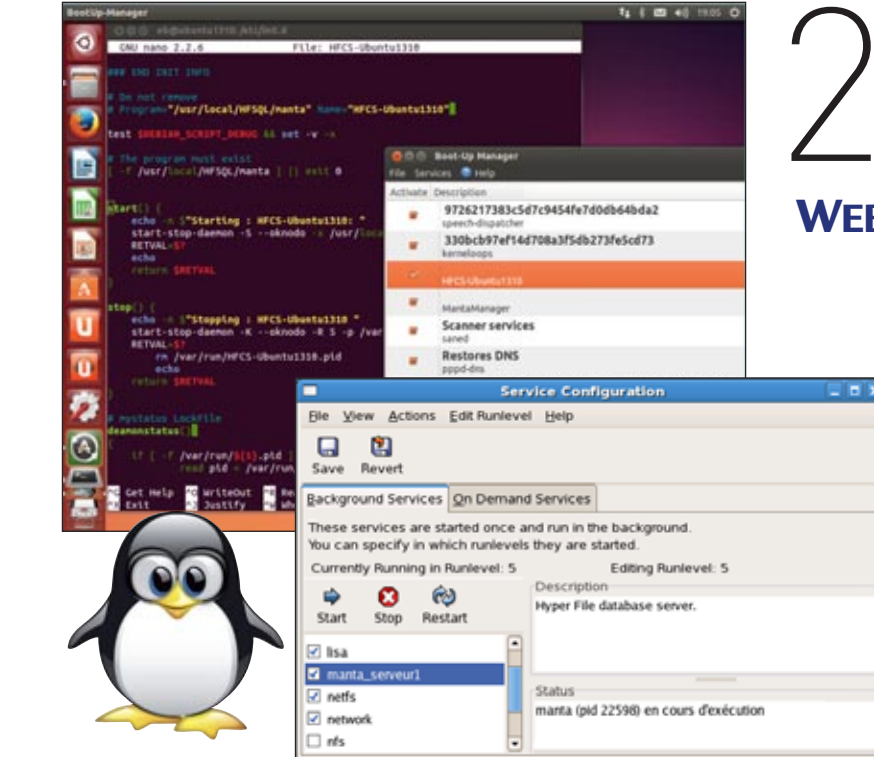 BootUp-Manager
19:05
GNU nano 2.2.6 File: HFCS-Ubuntu1310
### END INIT INFO
# Do not remove
# Program="/usr/local/HFSQL/manta" Name="HFCS-Ubuntu1310"
test $DEBIAN_SCRIPT_DEBUG && set -v -x
# The program must exist
[ -f /usr/local/HFSQL/manta ] || exit 0
start() {
echo -n $"Starting : HFCS-Ubuntu1310: "
start-stop-daemon -S --oknodo -x /usr/loca
RETVAL=$?
echo
return $RETVAL
}
stop() {
echo -n $"Stopping : HFCS-Ubuntu1310 "
start-stop-daemon -K --oknodo -R 5 -p /var
RETVAL=$?
rm /var/run/HFCS-Ubuntu1310.pid
echo
return $RETVAL
}
# mystatus Lockfile
deamonstatus()
{
if [ -f /var/run/${1}.pid ]
read pid < /var/run/
^G Get Help ^O WriteOut ^R Re
^X Exit ^J Justify ^W Wh
Boot-Up Manager
File Services Help
Activate Description
9726217383c5d7c9454fe7d0db64bda2
speech-dispatcher
330bcb97ef14d708a3f5db273fe5cd73
kerneloops
HFCS-Ubuntu1310
MantaManager
Scanner services
saned
Restores DNS
pppd-dns
2
WEB
Service Configuration
File View Actions Edit Runlevel Help
Save Revert
Background Services On Demand Services
These services are started once and run in the background.
You can specify in which runlevels they are started.
Currently Running in Runlevel: 5 Editing Runlevel: 5
Start Stop Restart
Description
Hyper File database server.
lisa
manta_serveur1
netfs
network
nfs
Status
manta (pid 22598) en cours d'exécution